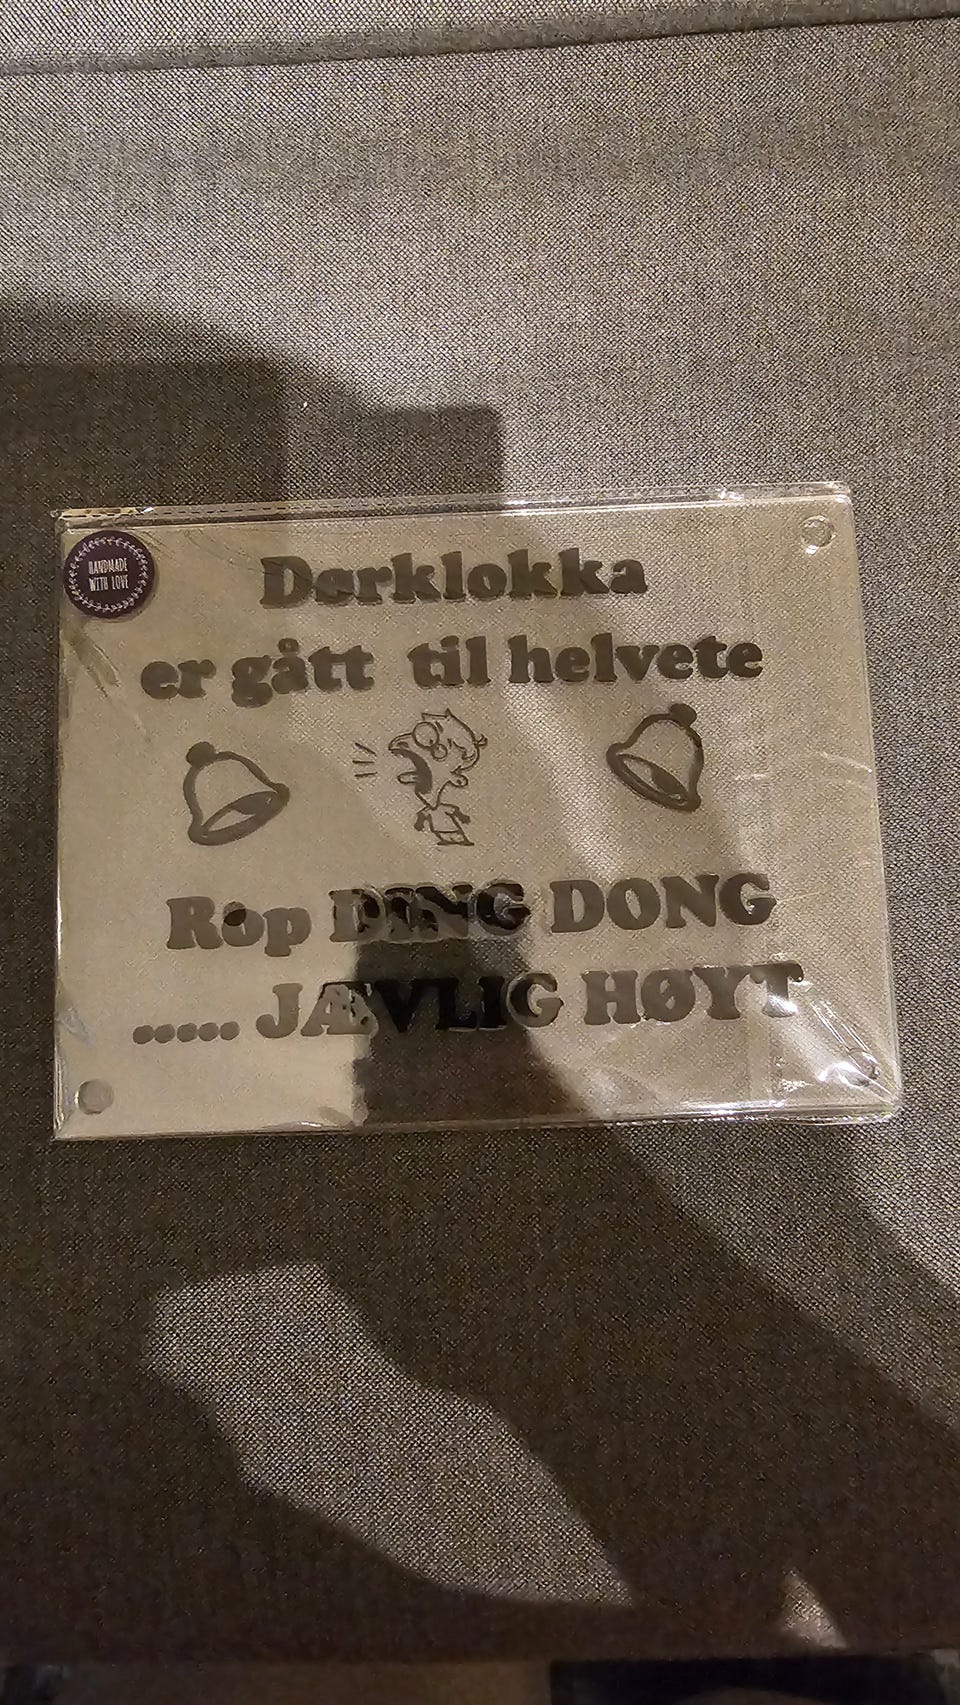 HANDMADE
WITH LOVE
Dørklokka
er gått til helvete
Rop DING DONG
..... JÆVLIG HØYT